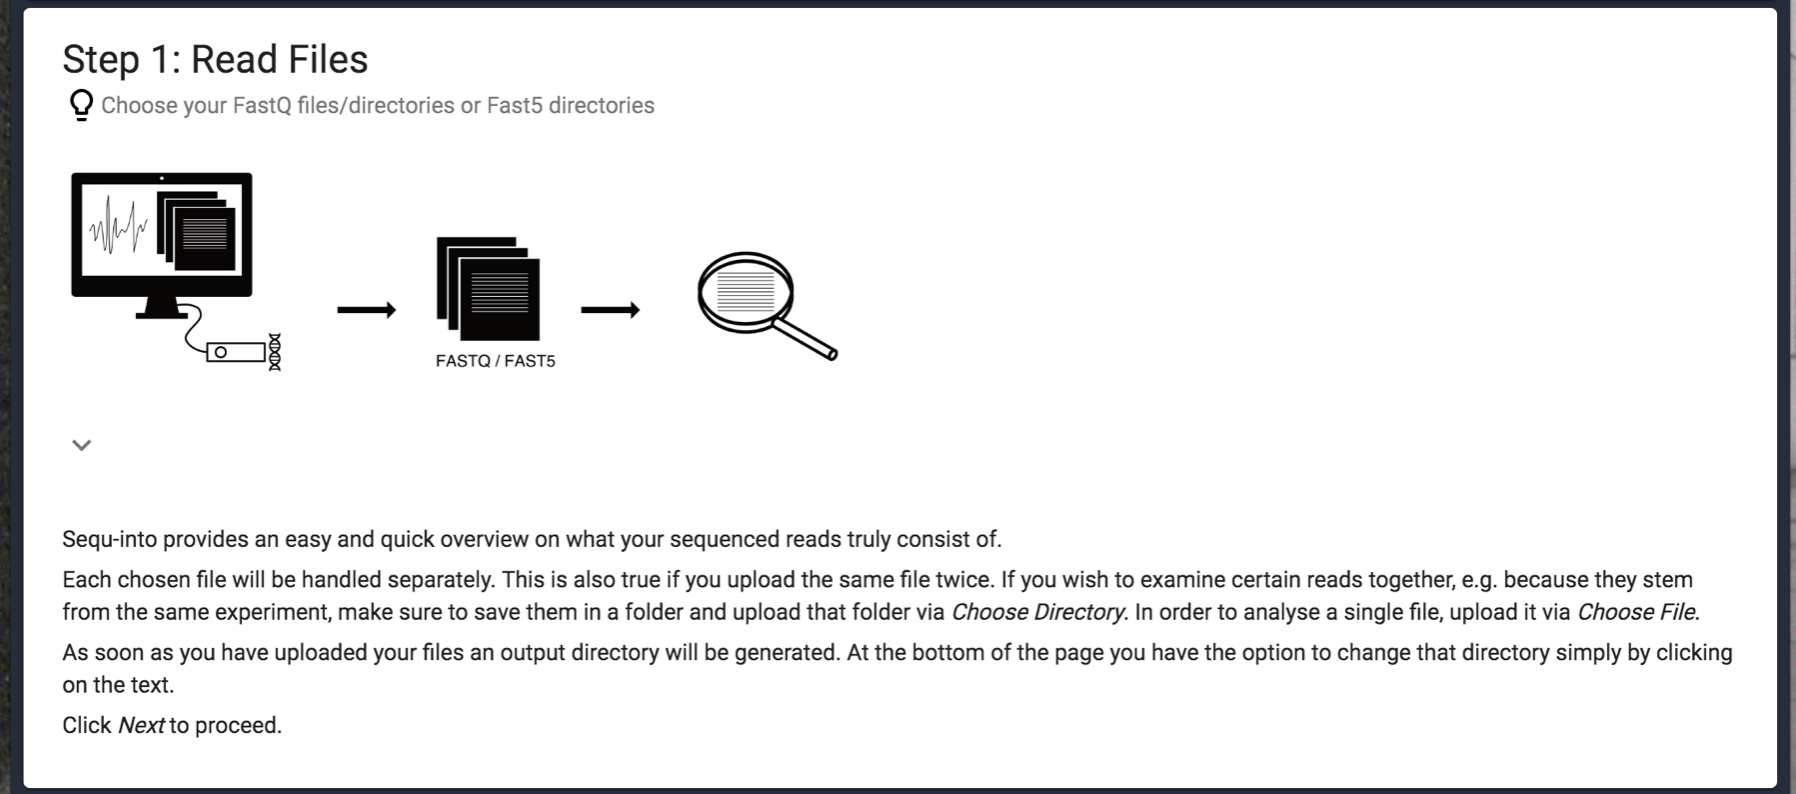 Step 1: Read Files
Choose your FastQ files/directories or Fast5 directories
FASTQ / FAST5
Sequ-into provides an easy and quick overview on what your sequenced reads truly consist of.
Each chosen file will be handled separately. This is also true if you upload the same file twice. If you wish to examine certain reads together, e.g. because they stem
from the same experiment, make sure to save them in a folder and upload that folder via Choose Directory. In order to analyse a single file, upload it via Choose File.
As soon as you have uploaded your files an output directory will be generated. At the bottom of the page you have the option to change that directory simply by clicking
on the text.
Click Next to proceed.